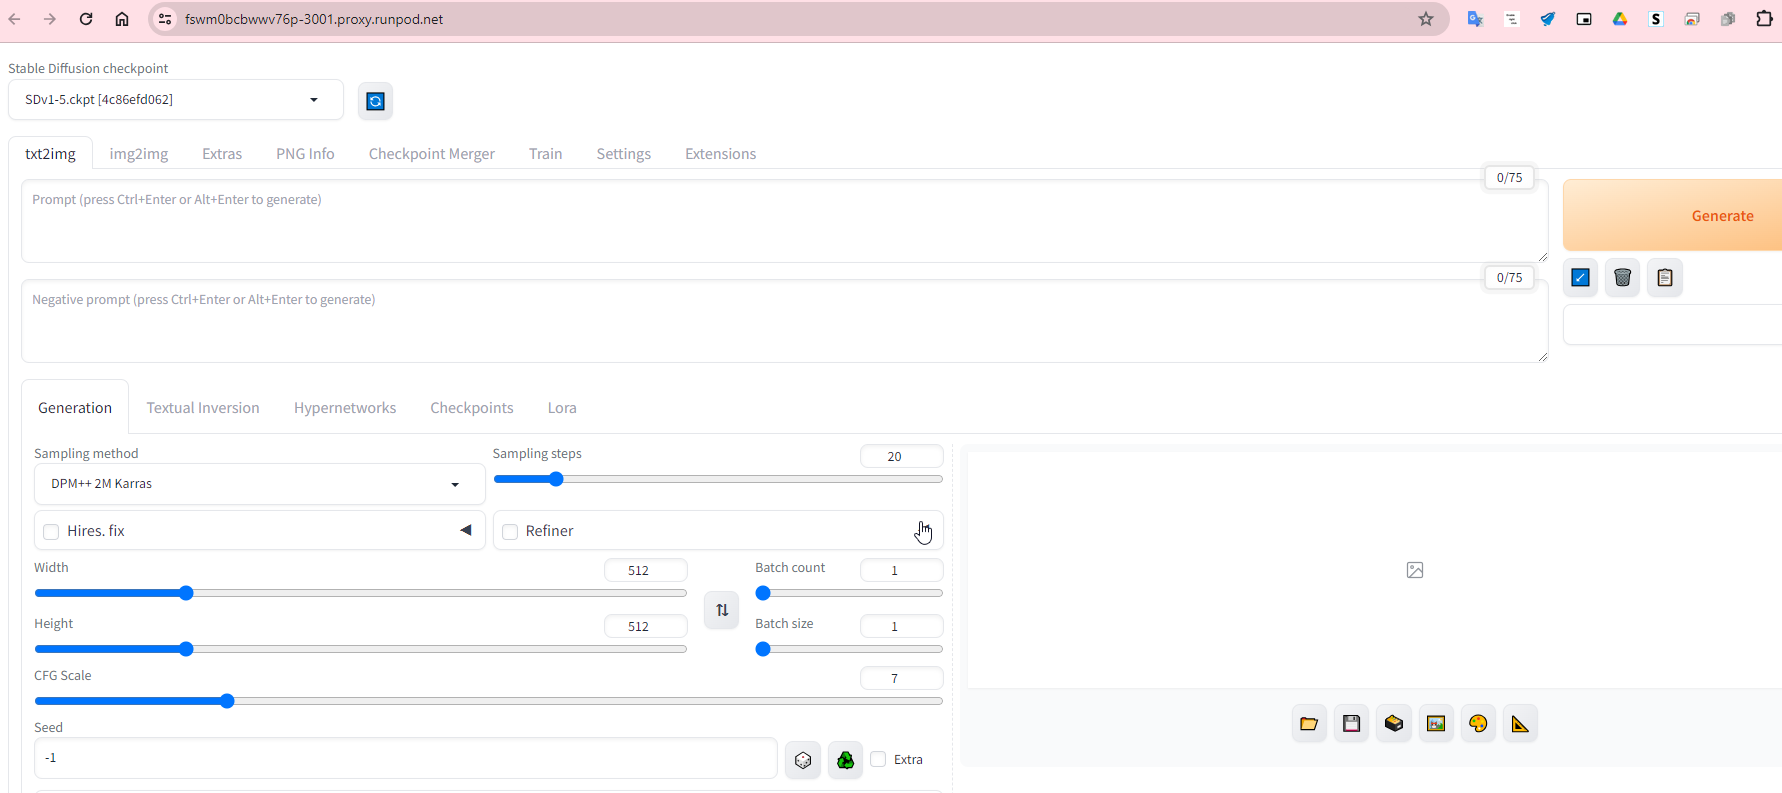 fswm0bcbwwv76p-3001.proxy.runpod.net
Stable Diffusion checkpoint
SDv1-5.ckpt [4c86efd062]
txt2img img2img Extras PNG Info Checkpoint Merger Train Settings Extensions
0/75
Prompt (press Ctrl+Enter or Alt+Enter to generate)
Generate
0/75
Negative prompt (press Ctrl+Enter or Alt+Enter to generate)
Generation Textual Inversion Hypernetworks Checkpoints Lora
Sampling method
DPM++ 2M Karras
Sampling steps
20
Hires. fix
Refiner
Width
512
Batch count
1
Height
512
Batch size
1
CFG Scale
7
Seed
-1
Extra